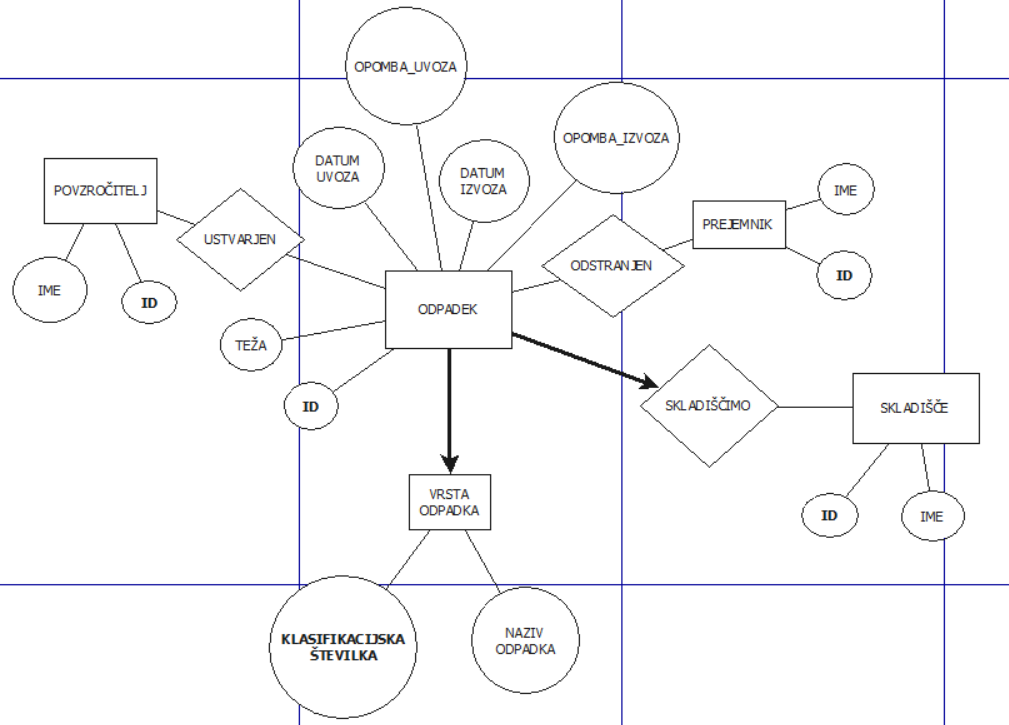 OPOMBA_UVOZA
OPOMBA_IZVOZA
DATUM
UVOZA
DATUM
IZVOZA
POVZROČITELJ
IME
PREJEMNIK
USTVARJEN
ODSTRANJEN
IME
ID
ID
ODPADEK
TEŽA
ID
SKLADIŠČIMO
SKLADIŠČE
VRSTA
ODPADKA
ID
IME
KLASIFIKACIJSKA
ŠTEVILKA
NAZIV
ODPADKA